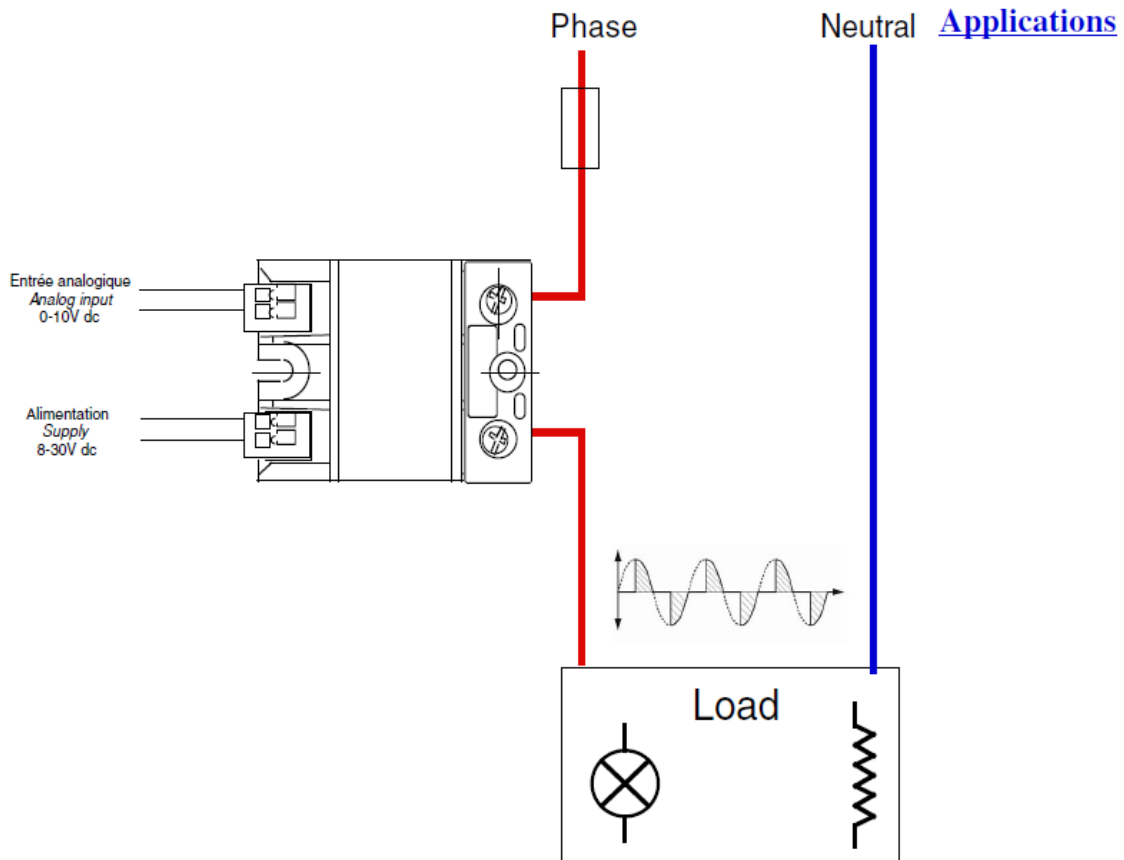 Phase
Neutral
Applications
Entrée analogique
Analog input
0-10V dc
Alimentation
Supply
8-30V dc
Load